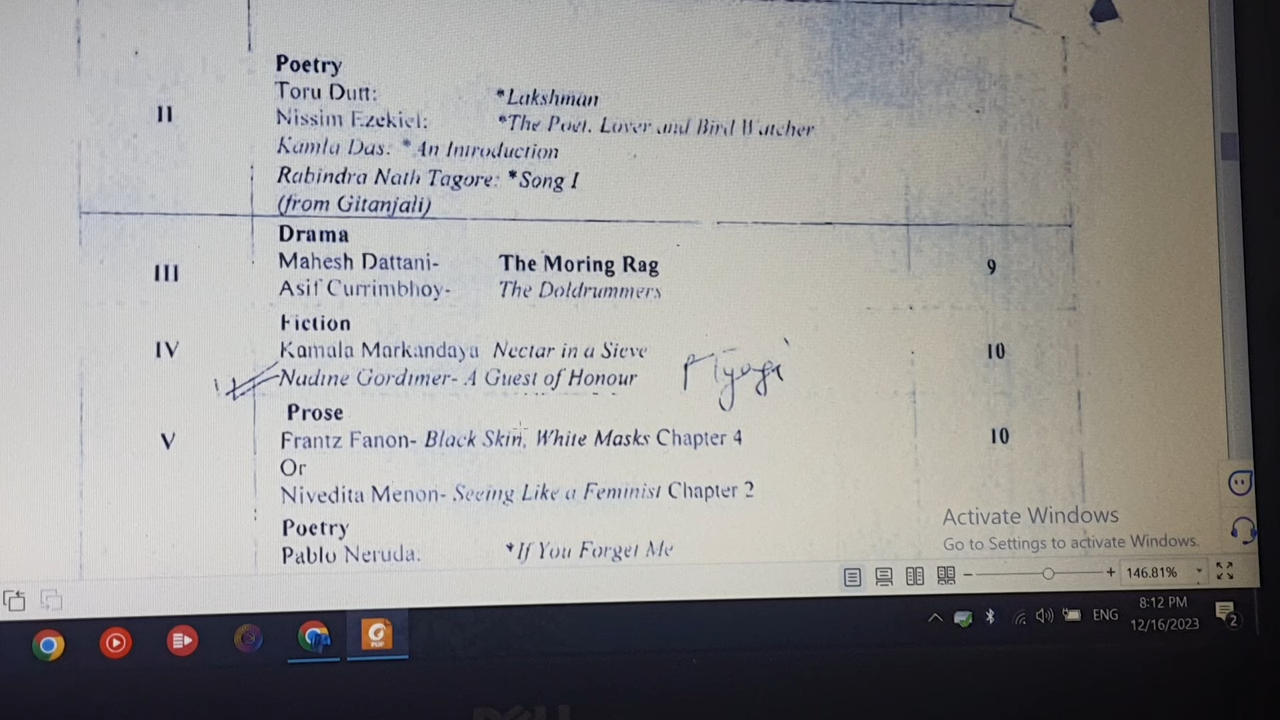 Poetry
Toru Dutt: *Lakshman
II
Nissim Ezekiel: *The Poet, Lover and Bird Watcher
Kamla Das: * An Introduction
Rabindra Nath Tagore: *Song I
(from Gitanjali)
Drama
III Mahesh Dattani- The Moring Rag 9
Asif Currimbhoy- The Doldrummers
Fiction
IV Kamala Markandaya Nectar in a Sieve 10
Nadine Gordimer- A Guest of Honour
Prose
V Frantz Fanon- Black Skin, White Masks Chapter 4 10
Or
Nivedita Menon- Seeing Like a Feminist Chapter 2
Poetry
Pablo Neruda: *If You Forget Me
Activate Windows
Go to Settings to activate Windows.
146.81%
ENG
8:12 PM
12/16/2023
2